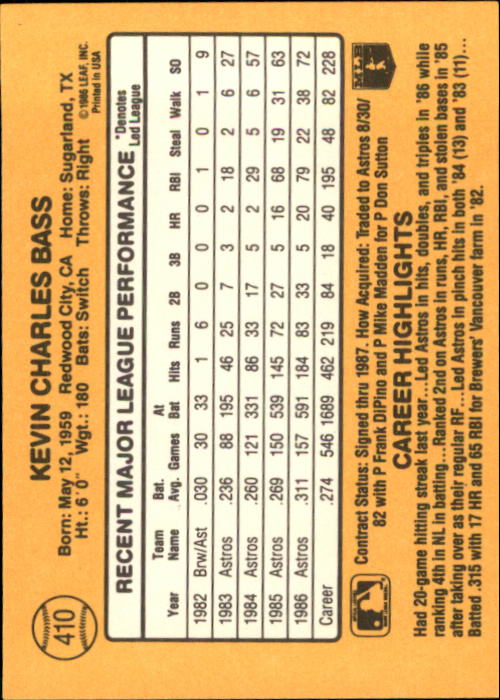 410
KEVIN CHARLES BASS
Born: May 12, 1959 Redwood City, CA Home: Sugarland, TX
Ht.: 6'0" Wgt.: 180 Bats: Switch Throws: Right
©1986 LEAF, INC.
Printed in USA
RECENT MAJOR LEAGUE PERFORMANCE *Denotes Led League
Year Team Name Bat. Avg. Games At Bat Hits Runs 2B 3B HR RBI Steal Walk SO
1982 Brw/Ast .030 30 33 1 6 0 0 0 1 0 1 9
1983 Astros .236 88 195 46 25 7 3 2 18 2 6 27
1984 Astros .260 121 331 86 33 17 5 2 29 5 6 57
1985 Astros .269 150 539 145 72 27 5 16 68 19 31 63
1986 Astros .311 157 591 184 83 33 5 20 79 22 38 72
Career .274 546 1689 462 219 84 18 40 195 48 82 228
Contract Status: Signed thru 1987. How Acquired: Traded to Astros 8/30/
82 with P Frank DiPino and P Mike Madden for P Don Sutton
MLB
CAREER HIGHLIGHTS
Had 20-game hitting streak last year...Led Astros in hits, doubles, and triples in '86 while
ranking 4th in NL in batting....Ranked 2nd on Astros in runs, HR, RBI, and stolen bases in '85
after taking over as their regular RF...Led Astros in pinch hits in both '84 (13) and '83 (11)....
Batted .315 with 17 HR and 65 RBI for Brewers' Vancouver farm in '82.